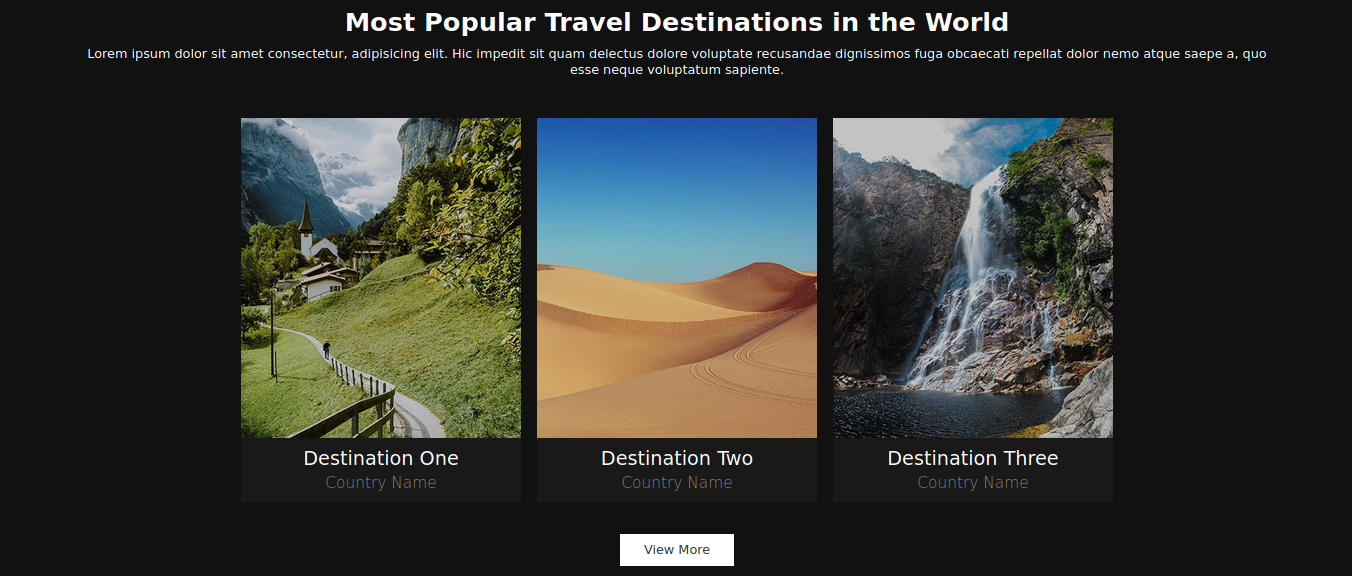 Most Popular Travel Destinations in the World
Lorem ipsum dolor sit amet consectetur, adipisicing elit. Hic impedit sit quam delectus dolore voluptate recusandae dignissimos fuga obcaecati repellat dolor nemo atque saepe a, quo
esse neque voluptatum sapiente.
Destination One
Country Name
Destination Two
Country Name
Destination Three
Country Name
View More